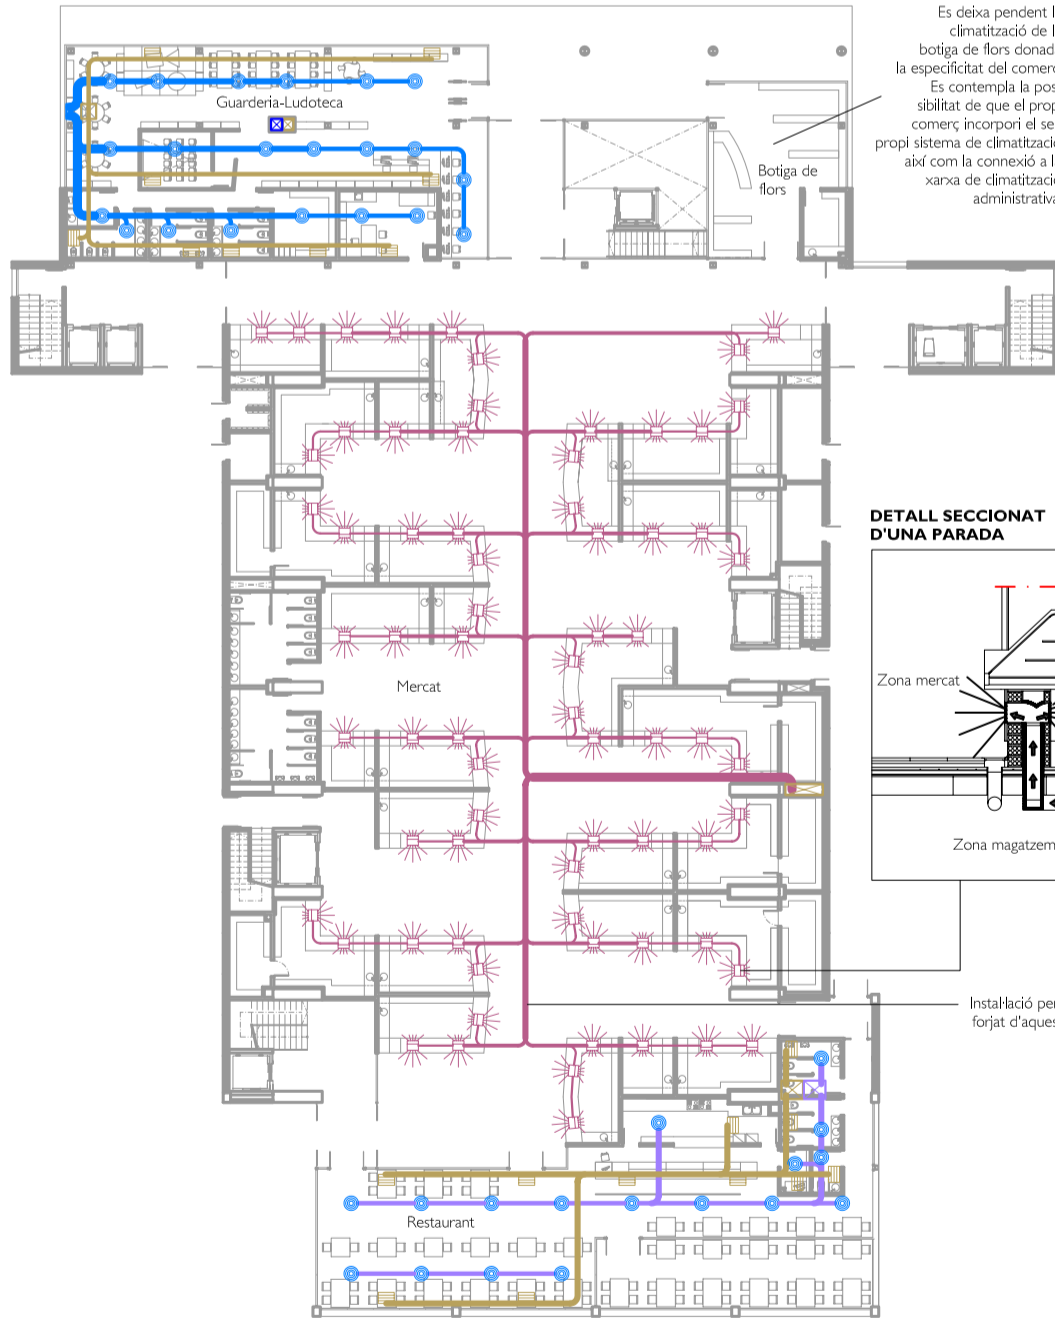 Es deixa pendent l
climatització de l
botiga de flors donad
la especificitat del comerç
Es contempla la pos
sibilitat de que el prop
comerç incorpori el se
propi sistema de climatització
així com la connexió a l
xarxa de climatització
administrativa
Guarderia-Ludoteca
Botiga de
flors
DETALL SECCIONAT
D'UNA PARADA
Zona mercat
Zona magatzem
Mercat
Instal·lació per
forjat d'aques
Restaurant